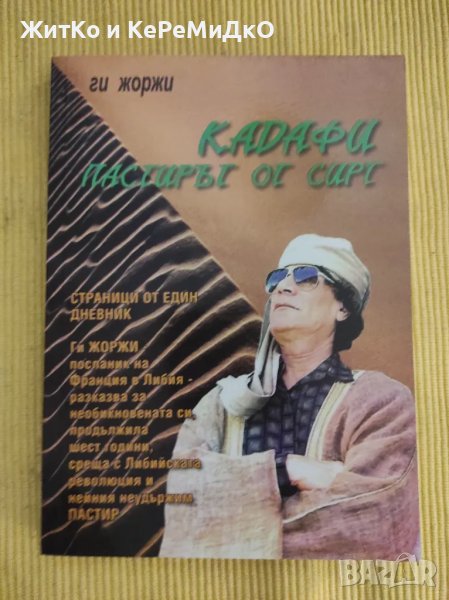 ЖитКо и КеРеМиДкО
ги жоржи
КАДАФИ
ПАСТИРЪТ ОТ СИРТ
СТРАНИЦИ ОТ ЕДИН
ДНЕВНИК
Ги ЖОРЖИ
посланик на
Франция в Либия -
разказва за
необикновената си,
продължила
шест години,
среща с Либийската
революция и
нейния неудържим
ПАСТИР
BAZAR